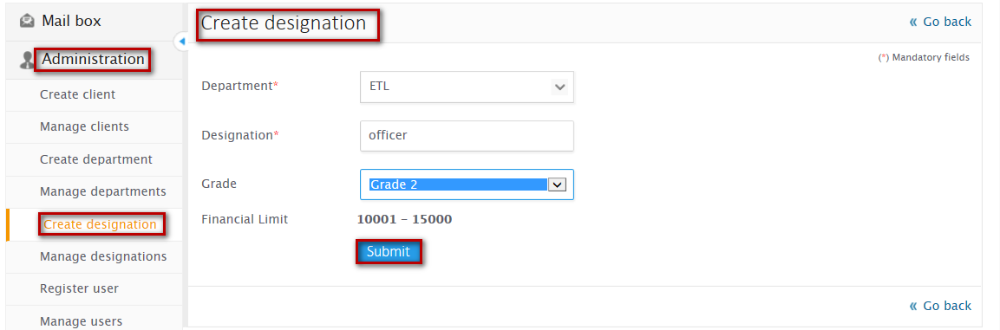 Mail box
Administration
Create client
Manage clients
Create department
Manage departments
Create designation
Manage designations
Register user
Manage users
Create designation
« Go back
(*) Mandatory fields
Department* ETL
Designation* officer
Grade Grade 2
Financial Limit 10001 - 15000
Submit
« Go back